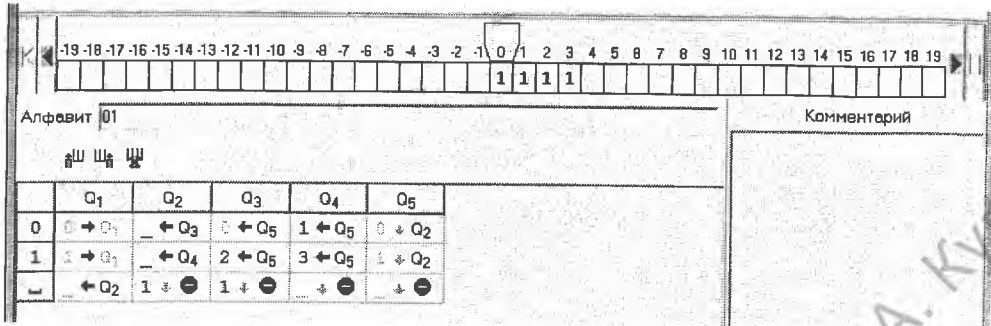 -19 -18 -17 -16 -15 -14 -13 -12 -11 -10 -9 -8 -7 -6 -5 -4 -3 -2 -1 0 1 2 3 4 5 6 7 8 9 10 11 12 13 14 15 16 17 18 19
1 1 1 1
Алфавит 01
Комментарий
Q1 Q2 Q3 Q4 Q5
0 0 → Q1 _ ← Q3 0 ← Q5 1 ← Q5 0 ↓ Q2
1 1 → Q1 _ ← Q4 2 ← Q5 3 ← Q5 1 ↓ Q2
_ ← Q2 1 ↓ 1 ↓ _ ↓ _ ↓